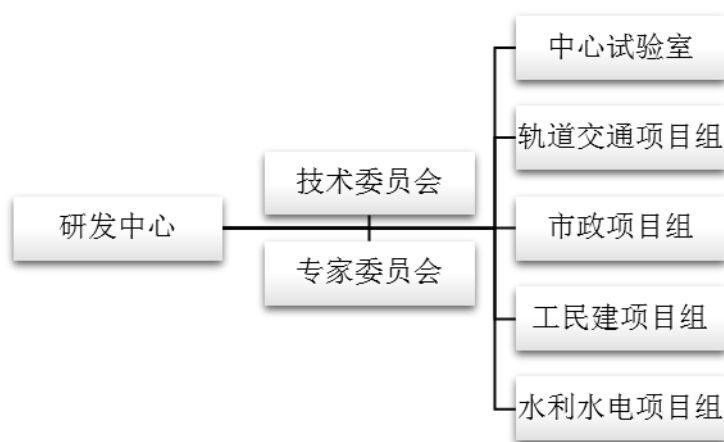 中心试验室
轨道交通项目组
技术委员会
研发中心
市政项目组
专家委员会
工民建项目组
水利水电项目组